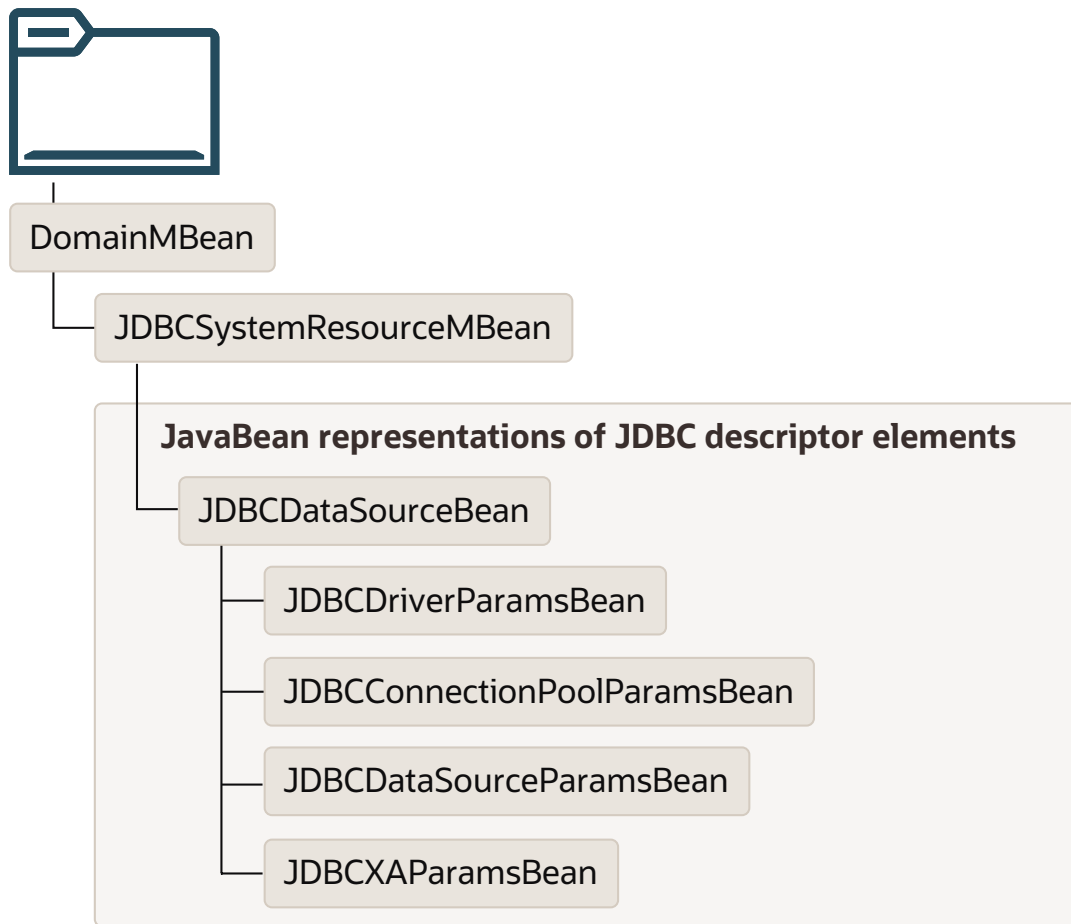 DomainMBean
JDBCSystemResourceMBean
JavaBean representations of JDBC descriptor elements
JDBCDataSourceBean
JDBCDriverParamsBean
JDBCConnectionPoolParamsBean
JDBCDataSourceParamsBean
JDBCXAParamsBean